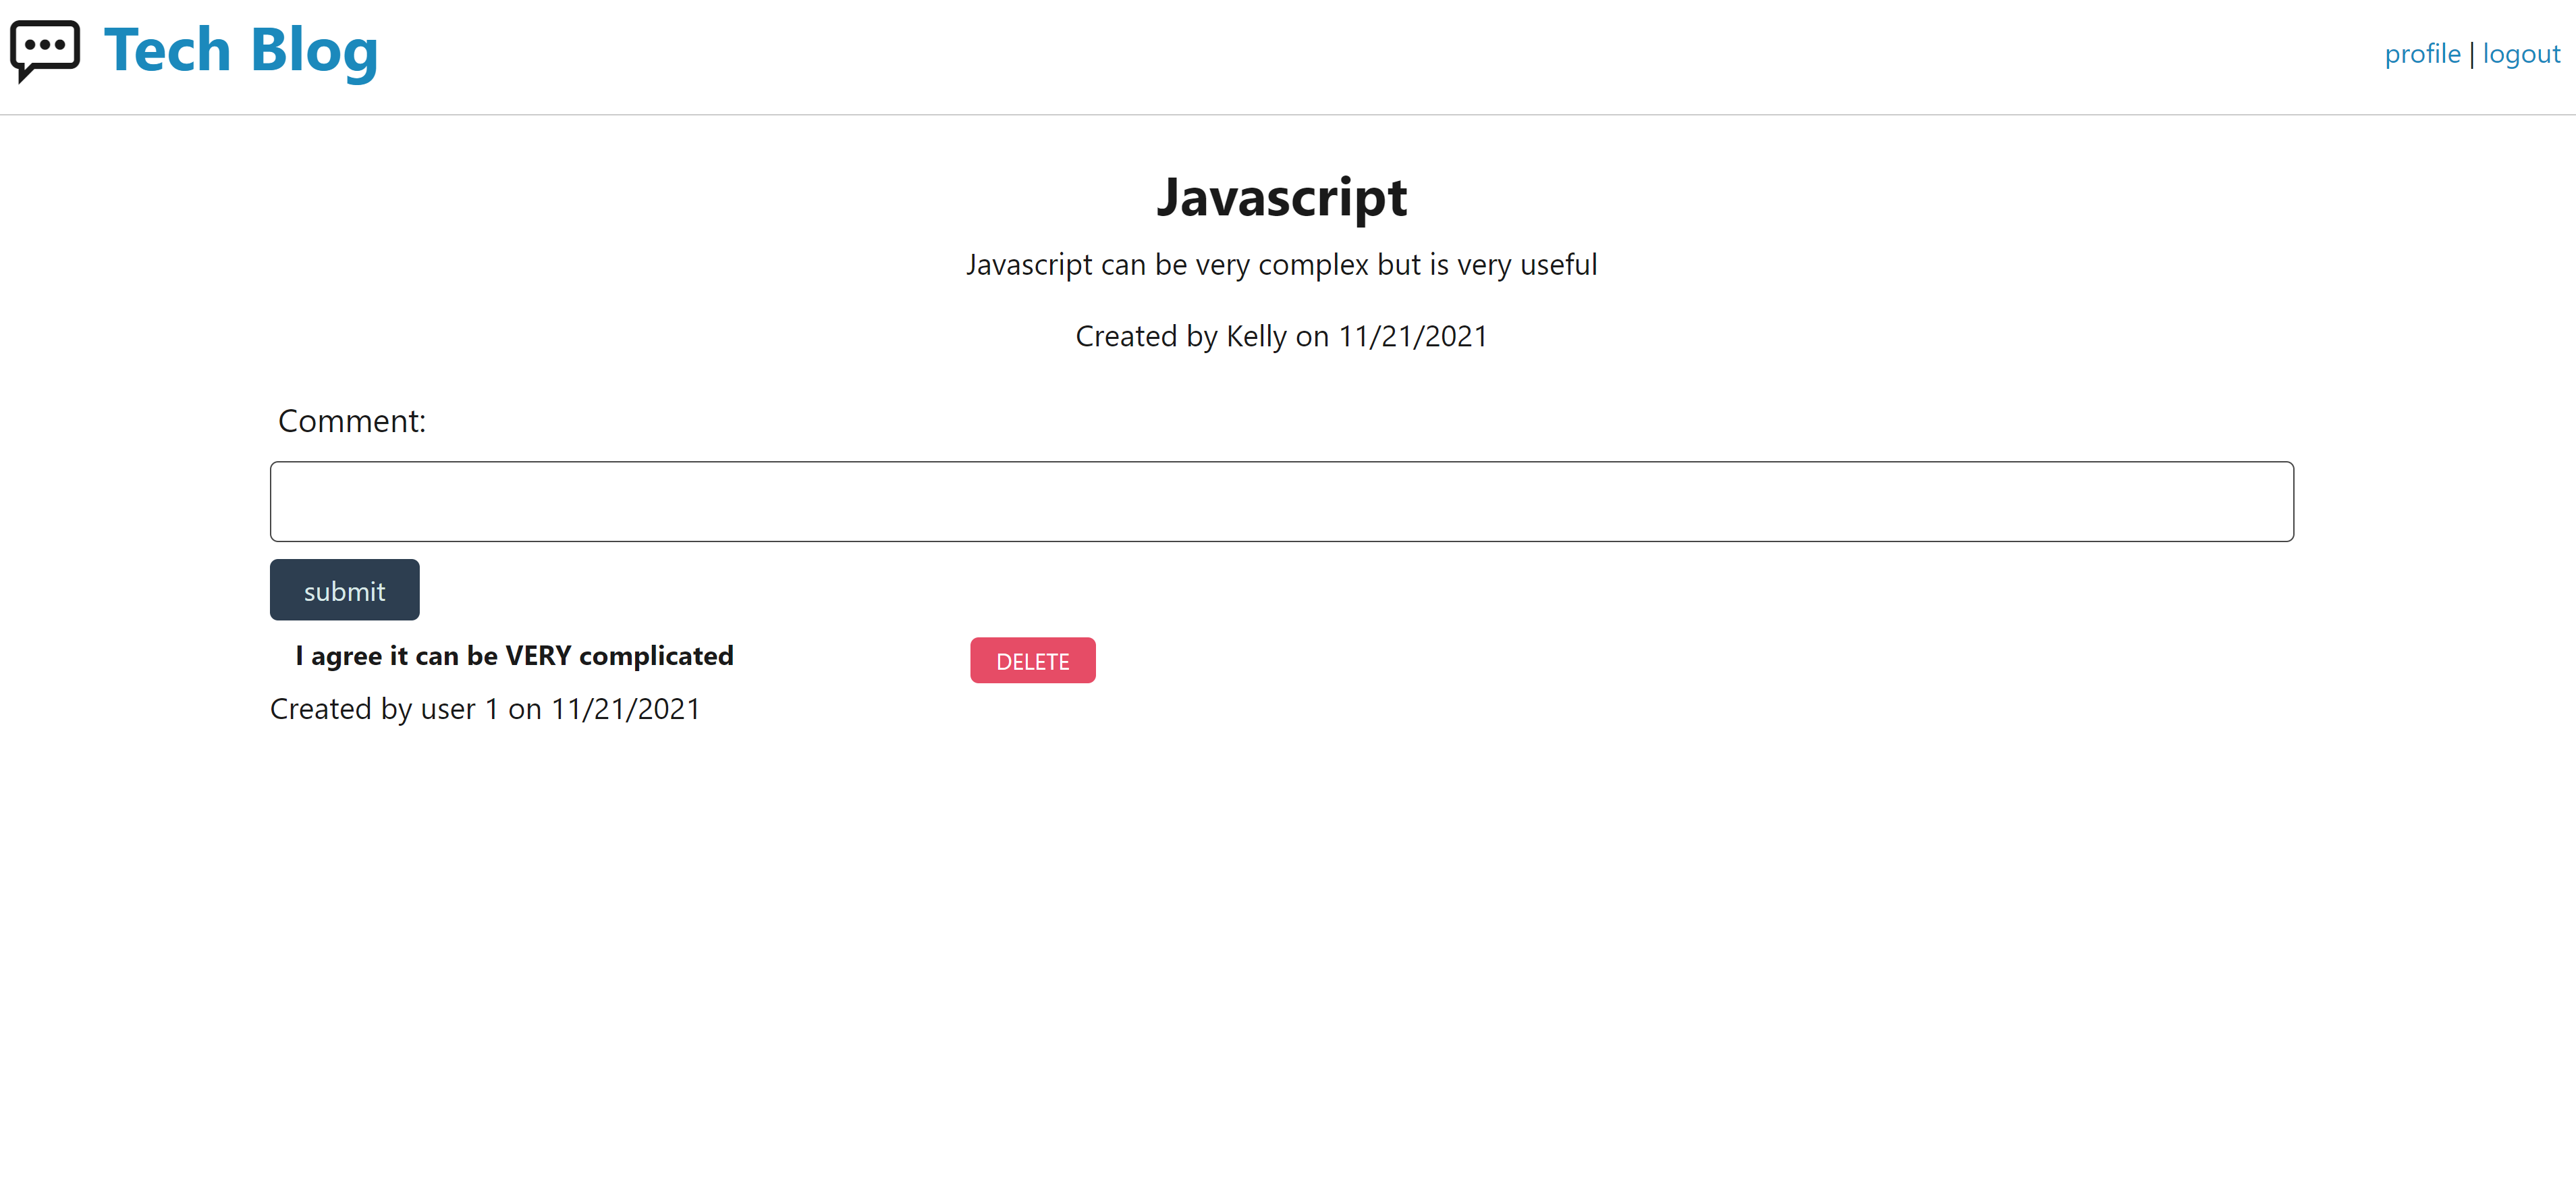 Tech Blog
profile | logout
Javascript
Javascript can be very complex but is very useful
Created by Kelly on 11/21/2021
Comment:
submit
I agree it can be VERY complicated
DELETE
Created by user 1 on 11/21/2021